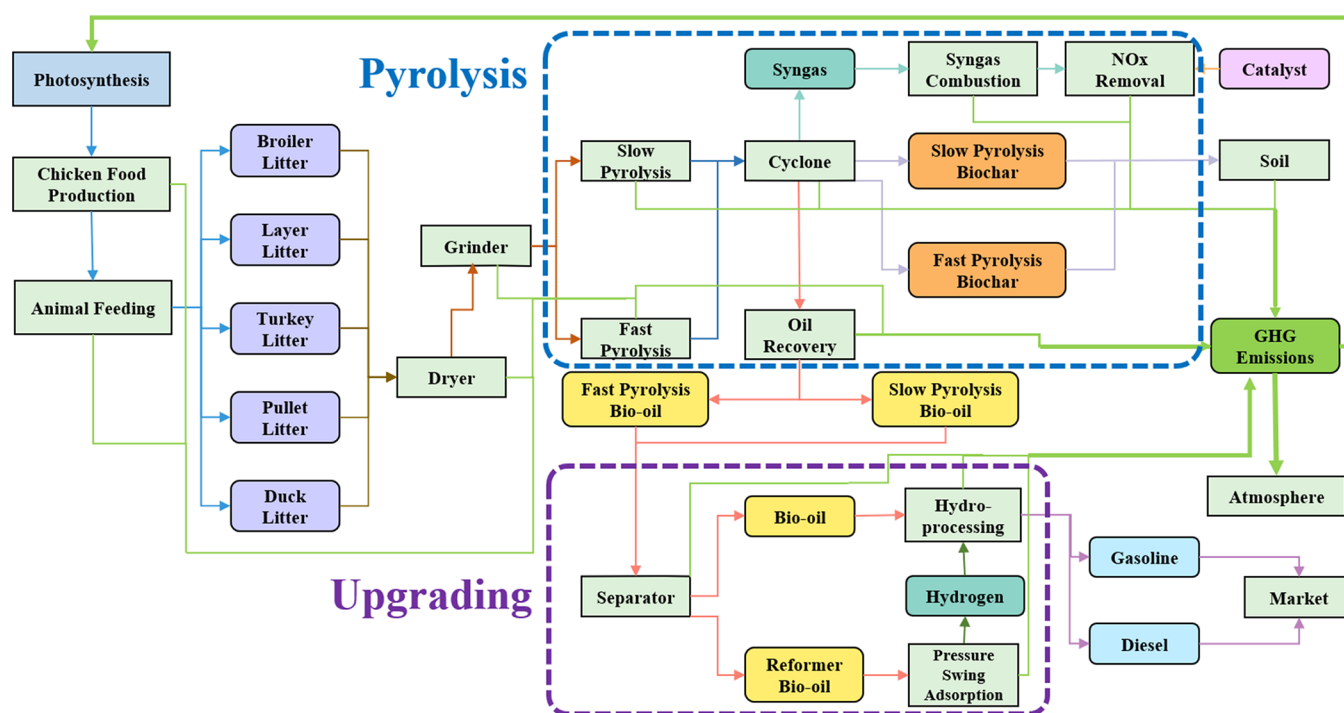 Pyrolysis
Photosynthesis
Syngas
Syngas
Combustion
NOx
Removal
Catalyst
Broiler
Litter
Chicken Food
Production
Slow
Pyrolysis
Cyclone
Slow Pyrolysis
Biochar
Soil
Layer
Litter
Grinder
Fast Pyrolysis
Biochar
Animal Feeding
Turkey
Litter
Fast
Pyrolysis
Oil
Recovery
GHG
Emissions
Dryer
Fast Pyrolysis
Bio-oil
Slow Pyrolysis
Bio-oil
Pullet
Litter
Duck
Litter
Atmosphere
Bio-oil
Hydro-
processing
Gasoline
Upgrading
Separator
Hydrogen
Market
Reformer
Bio-oil
Pressure
Swing
Adsorption
Diesel